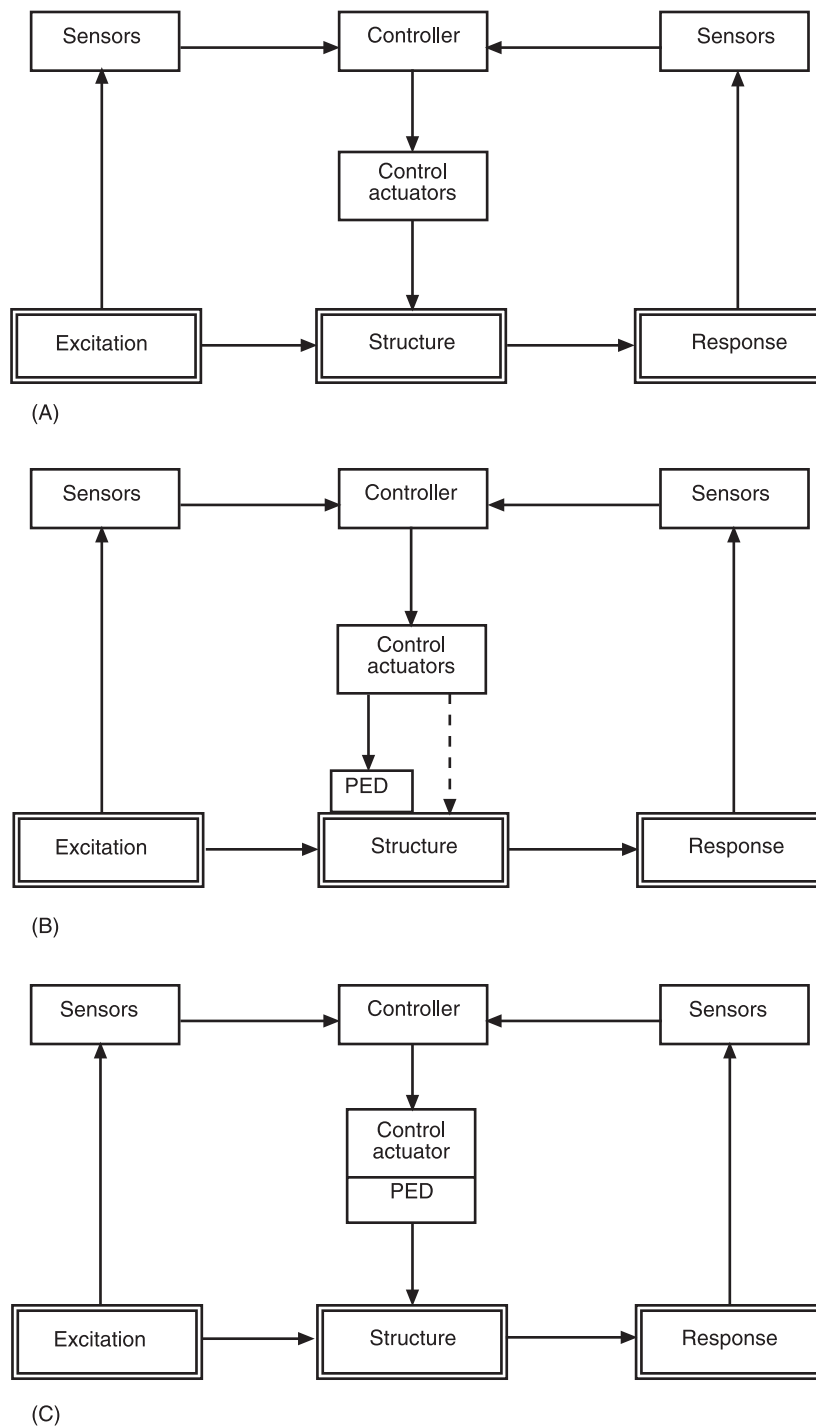 Sensors
Controller
Sensors
Control
actuators
Excitation
Structure
Response
(A)
Sensors
Controller
Sensors
Control
actuators
PED
Excitation
Structure
Response
(B)
Sensors
Controller
Sensors
Control
actuator
PED
Excitation
Structure
Response
(C)